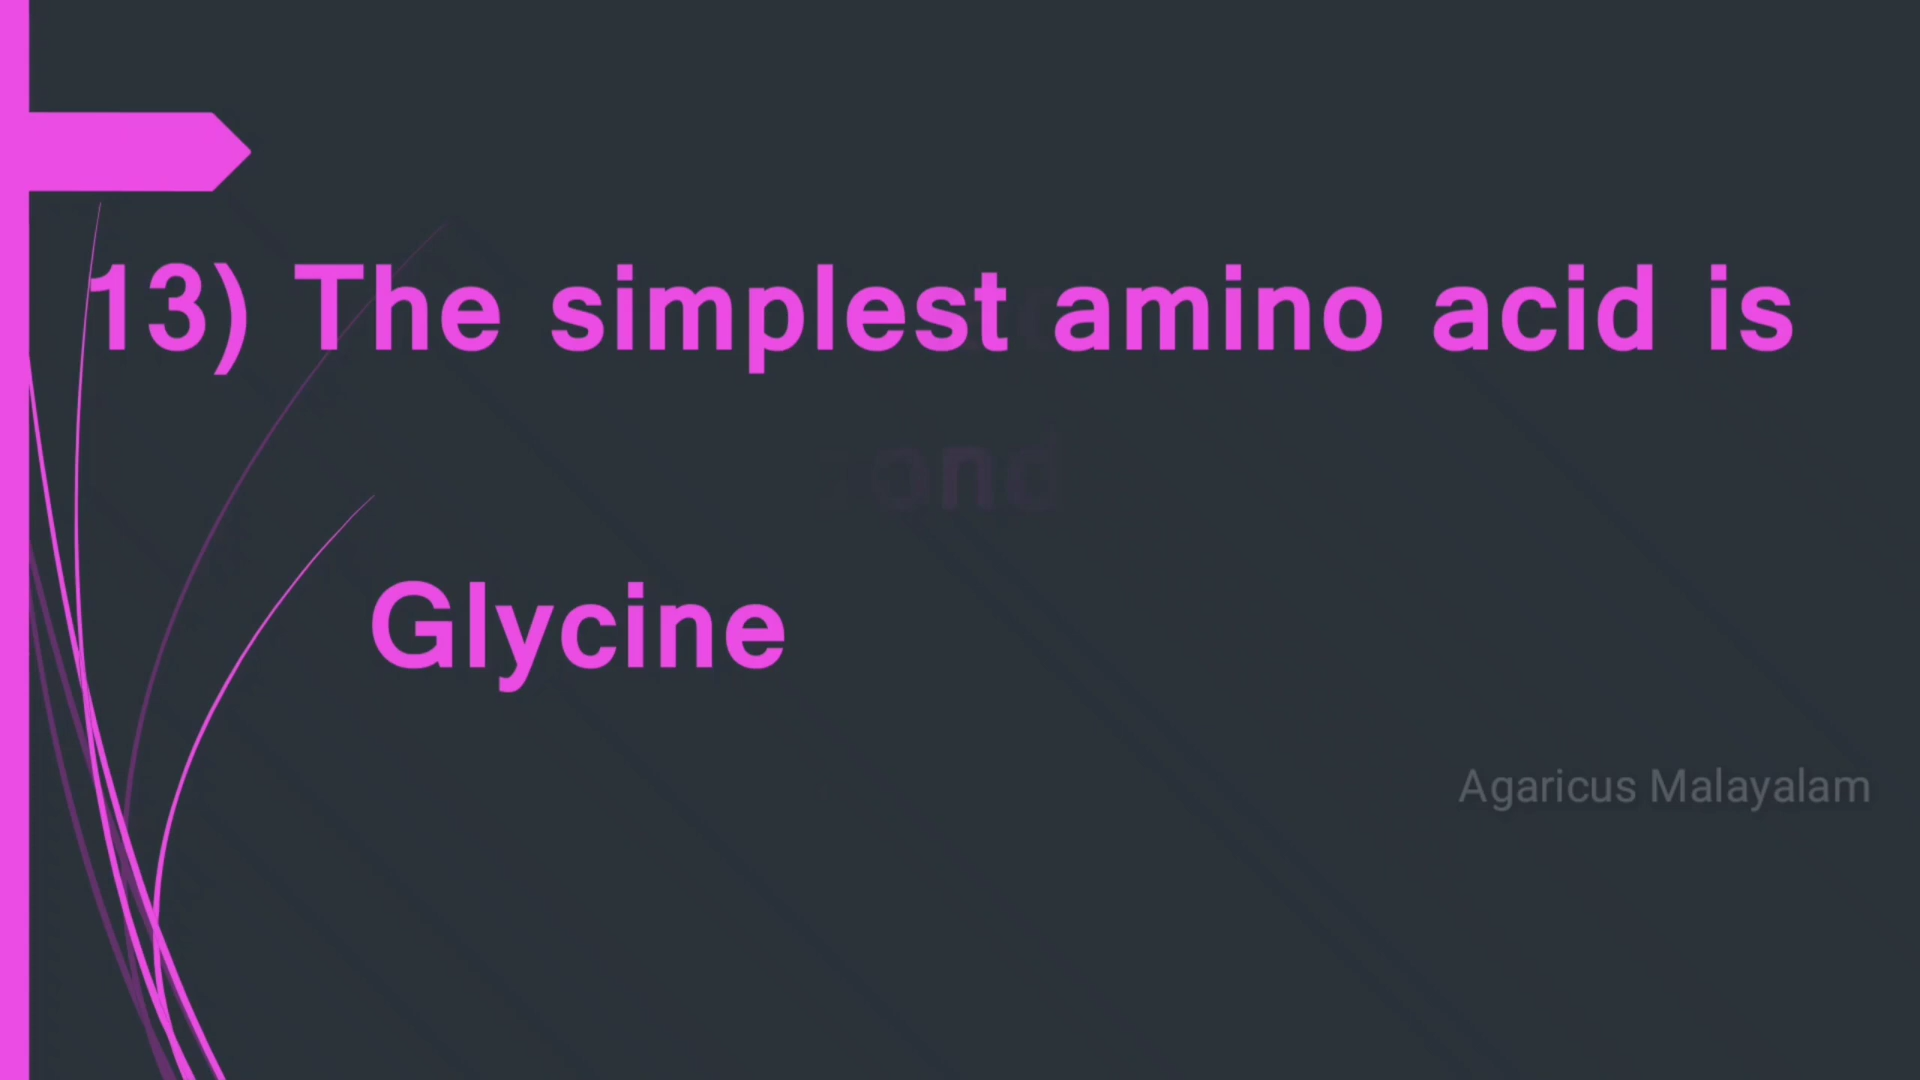 13) The simplest amino acid is
Glycine
Agaricus Malayalam